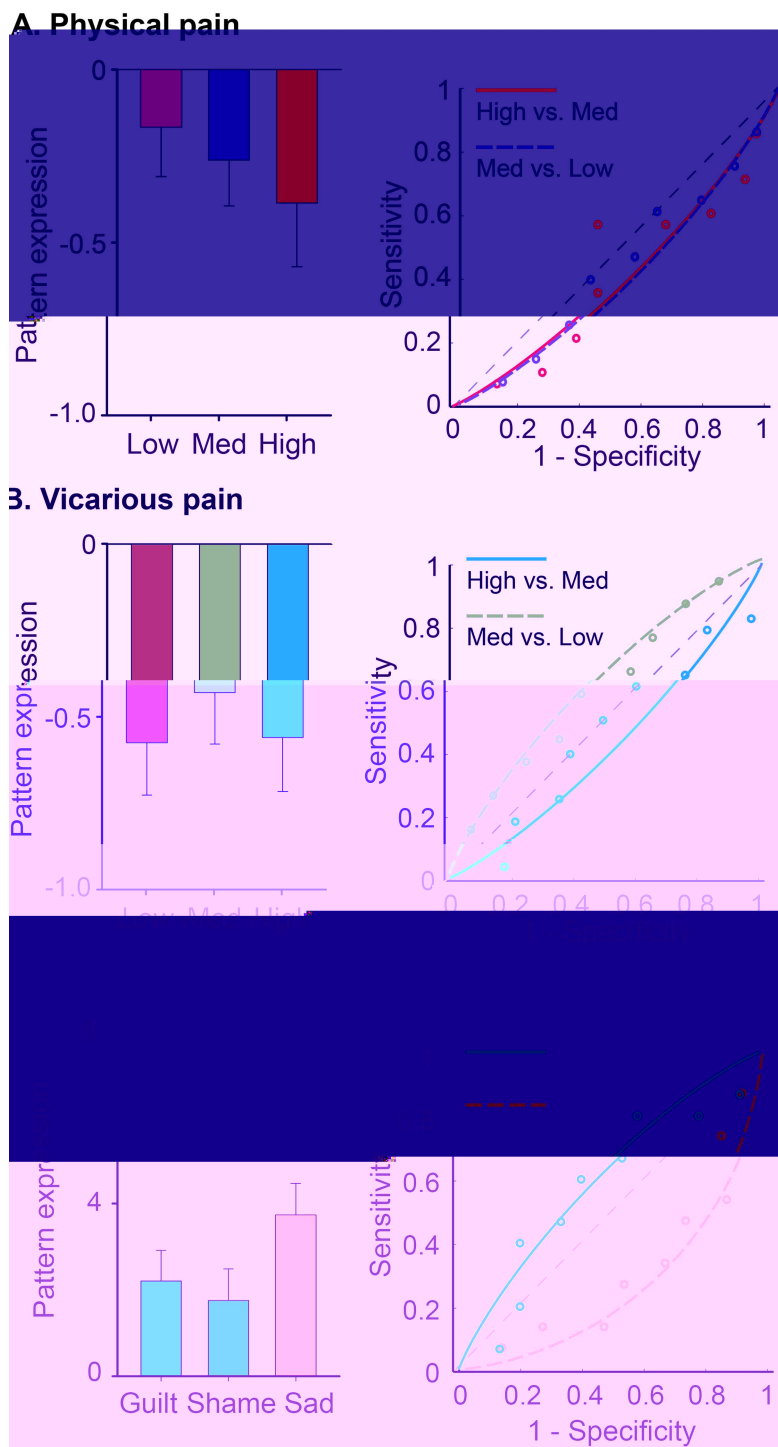 A. Physical pain
0
-0.5
-1.0
Pattern expression
Low Med High
1
0.8
0.6
0.4
0.2
0
Sensitivity
High vs. Med
Med vs. Low
0 0.2 0.4 0.6 0.8 1
1 - Specificity
B. Vicarious pain
0
-0.5
-1.0
Pattern expression
Low Med High
1
0.8
0.6
0.4
0.2
0
Sensitivity
High vs. Med
Med vs. Low
0 0.2 0.4 0.6 0.8 1
4
0
Pattern expression
Guilt Shame Sad
0.6
0.4
0.2
0
Sensitivity
0 0.2 0.4 0.6 0.8 1
1 - Specificity